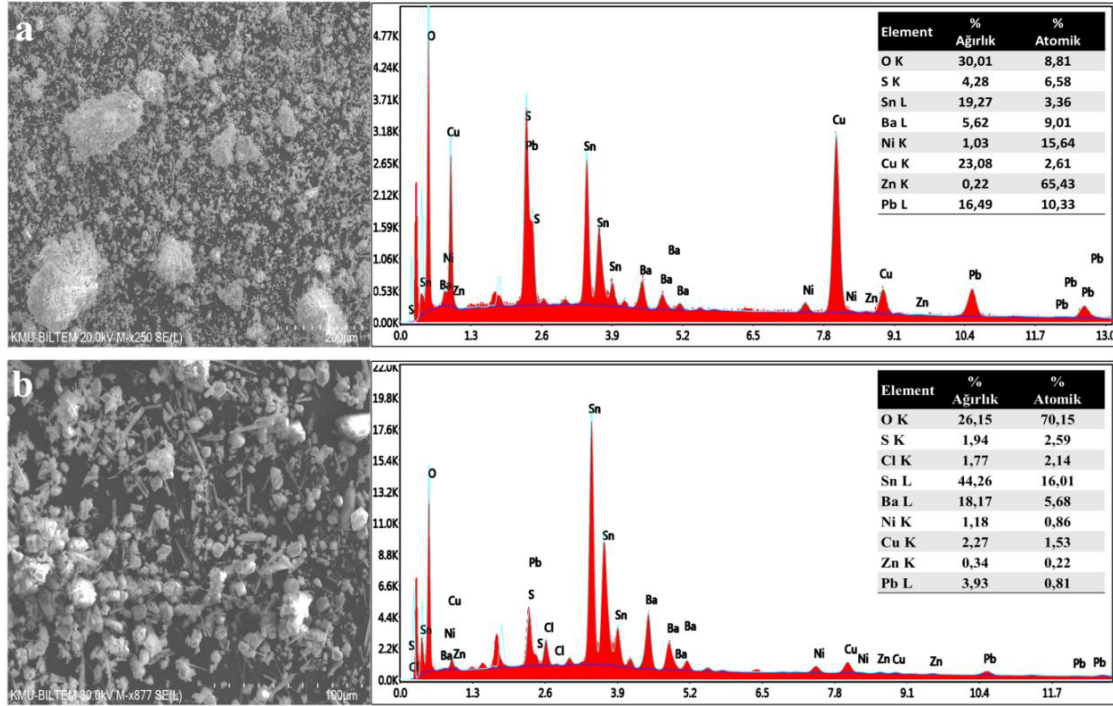 a
KMU-BILTEM 20.0kV M-x250 SE(L)
200um
4.77K
4.24K
3.71K
3.18K
2.65K
2.12K
1.59K
1.06K
0.53K
0.00K
O
Cu
S
Pb
S
Sn
Sn
Sn
Ba
Ba
Ba
Ba
Ni
Ba
Zn
Sn
S
Ni
Cu
Ni
Cu
Zn
Zn
Pb
Pb
Pb
Pb
0.0 1.3 2.6 3.9 5.2 6.5 7.8 9.1 10.4 11.7 13.0
Element % Ağırlık % Atomik
O K 30,01 8,81
S K 4,28 6,58
Sn L 19,27 3,36
Ba L 5,62 9,01
Ni K 1,03 15,64
Cu K 23,08 2,61
Zn K 0,22 65,43
Pb L 16,49 10,33
b
KMU-BILTEM 30.0kV M-x877 SE(L)
100um
22.0K
19.8K
17.6K
15.4K
13.2K
11.0K
8.8K
6.6K
4.4K
2.2K
0.0K
O
Sn
Sn
Sn
Pb
S
S
Cl
Cl
Cu
Ni
Ba
Zn
Sn
S
Ba
Ba
Ba
Ba
Ni
Cu
Ni
Zn
Cu
Zn
Pb
Pb
Pb
0.0 1.3 2.6 3.9 5.2 6.5 7.8 9.1 10.4 11.7
Element % Ağırlık % Atomik
O K 26,15 70,15
S K 1,94 2,59
Cl K 1,77 2,14
Sn L 44,26 16,01
Ba L 18,17 5,68
Ni K 1,18 0,86
Cu K 2,27 1,53
Zn K 0,34 0,22
Pb L 3,93 0,81